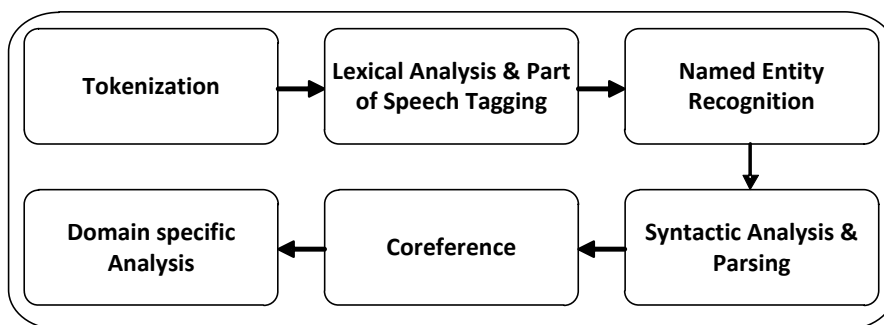 Tokenization
Lexical Analysis & Part
of Speech Tagging
Named Entity
Recognition
Syntactic Analysis &
Parsing
Coreference
Domain specific
Analysis